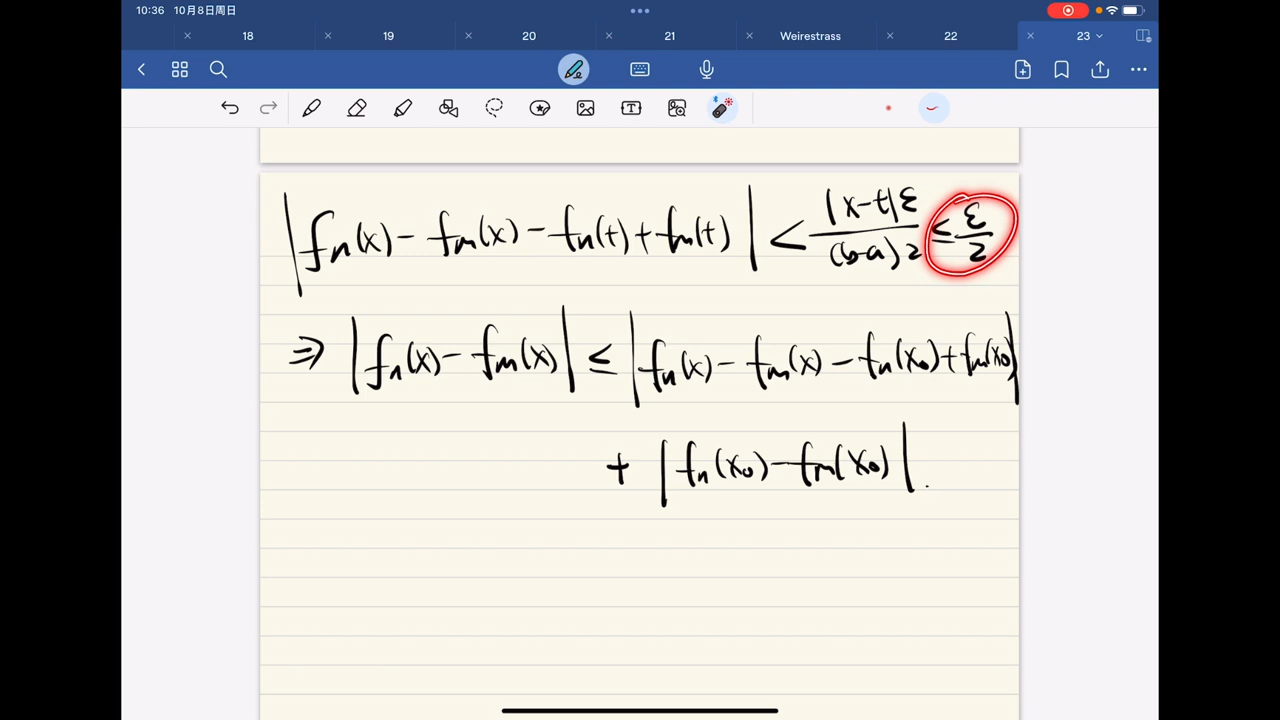 10:36 10月8日周日
18 19 20 21 Weirestrass 22 23
|fn(x) - fm(x) - fn(t) + fm(t)| < |x-t|ε / (b-a)2 ≤ ε/2
⇒ |fn(x) - fm(x)| ≤ |fn(x) - fm(x) - fn(x0) + fm(x0)|
+ |fn(x0) - fm(x0)|.